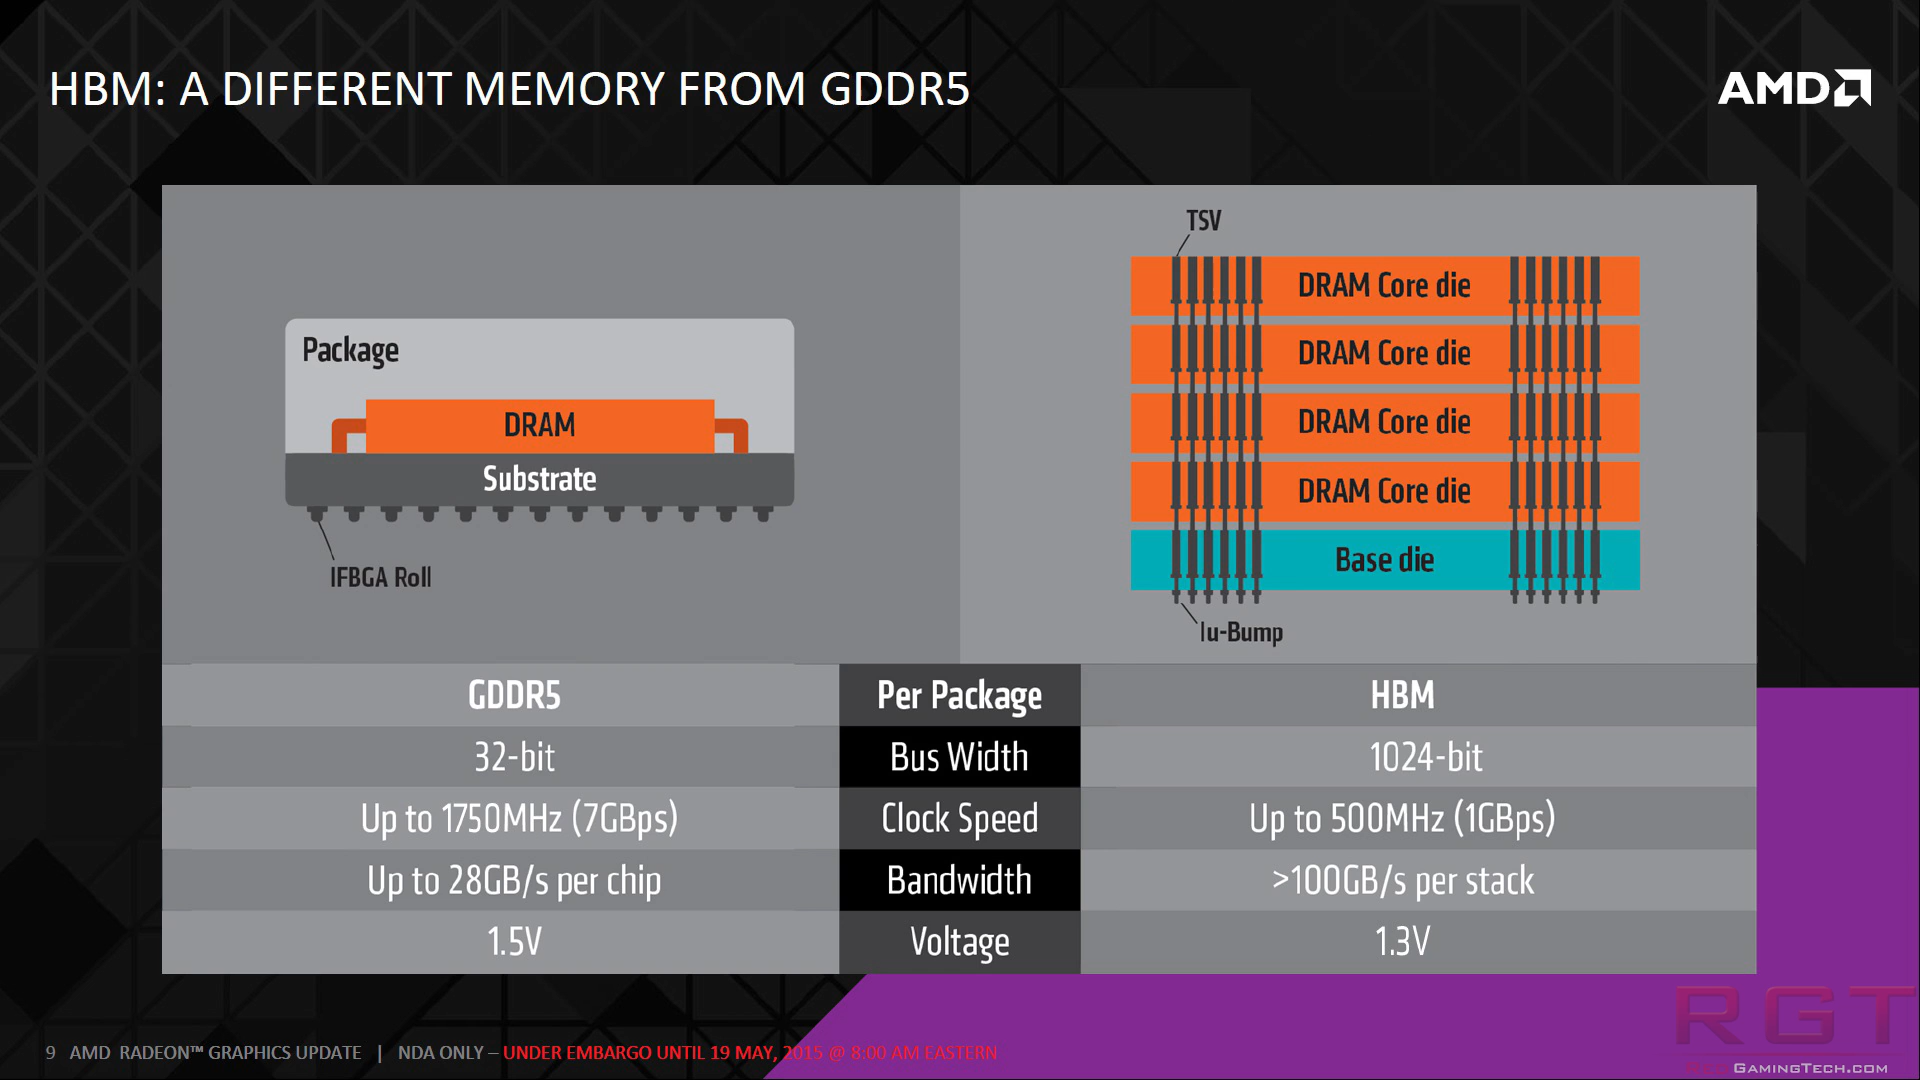 HBM: A DIFFERENT MEMORY FROM GDDR5
AMD
Package
DRAM
Substrate
IFBGA Roll
TSV
DRAM Core die
DRAM Core die
DRAM Core die
DRAM Core die
Base die
Iu-Bump
GDDR5 Per Package HBM
32-bit Bus Width 1024-bit
Up to 1750MHz (7GBps) Clock Speed Up to 500MHz (1GBps)
Up to 28GB/s per chip Bandwidth >100GB/s per stack
1.5V Voltage 1.3V
RGT
REDGAMINGTECH.COM
9 AMD RADEON™ GRAPHICS UPDATE | NDA ONLY – UNDER EMBARGO UNTIL 19 MAY, 2015 @ 8:00 AM EASTERN